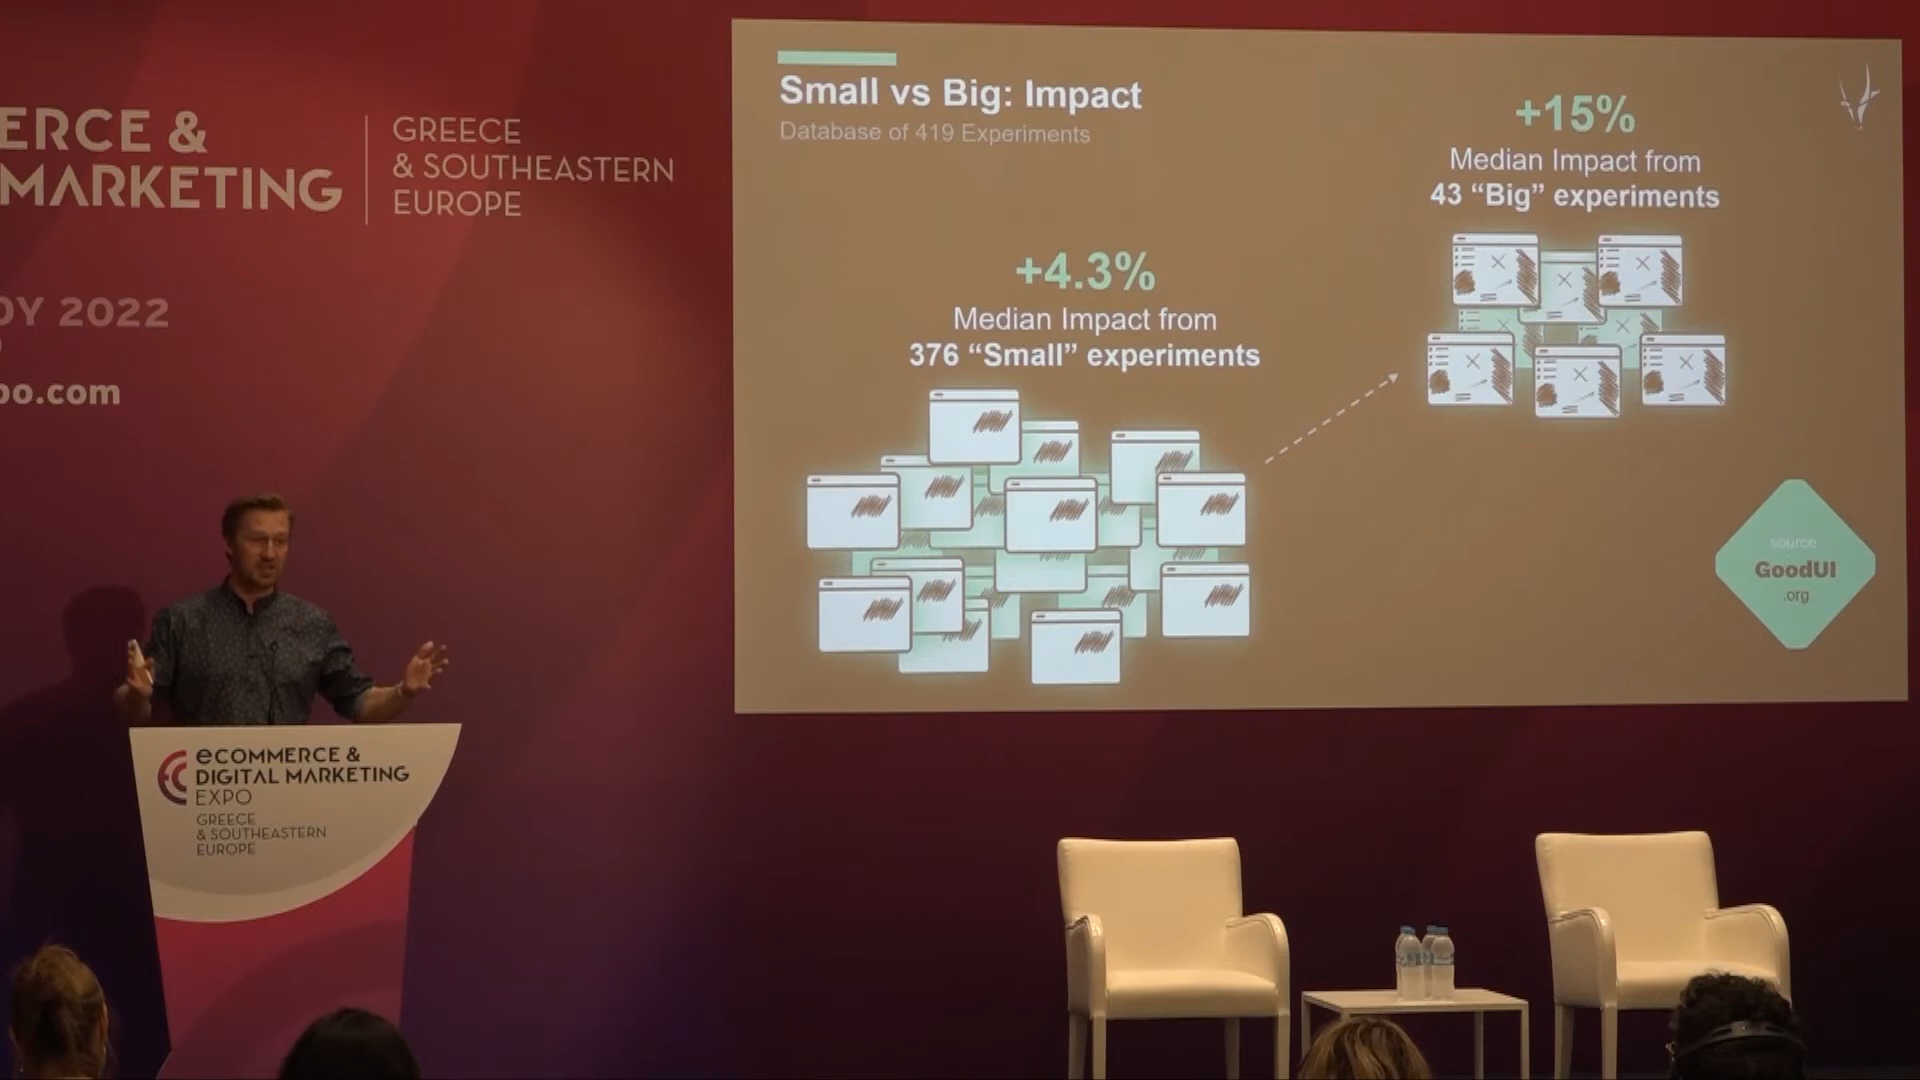 ERCE &
MARKETING
GREECE
& SOUTHEASTERN
EUROPE
2022
po.com
Small vs Big: Impact
Database of 419 Experiments
+15%
Median Impact from
43 “Big” experiments
+4.3%
Median Impact from
376 “Small” experiments
source
GoodUI
.org
eCOMMERCE &
DIGITAL MARKETING
EXPO
GREECE
& SOUTHEASTERN
EUROPE